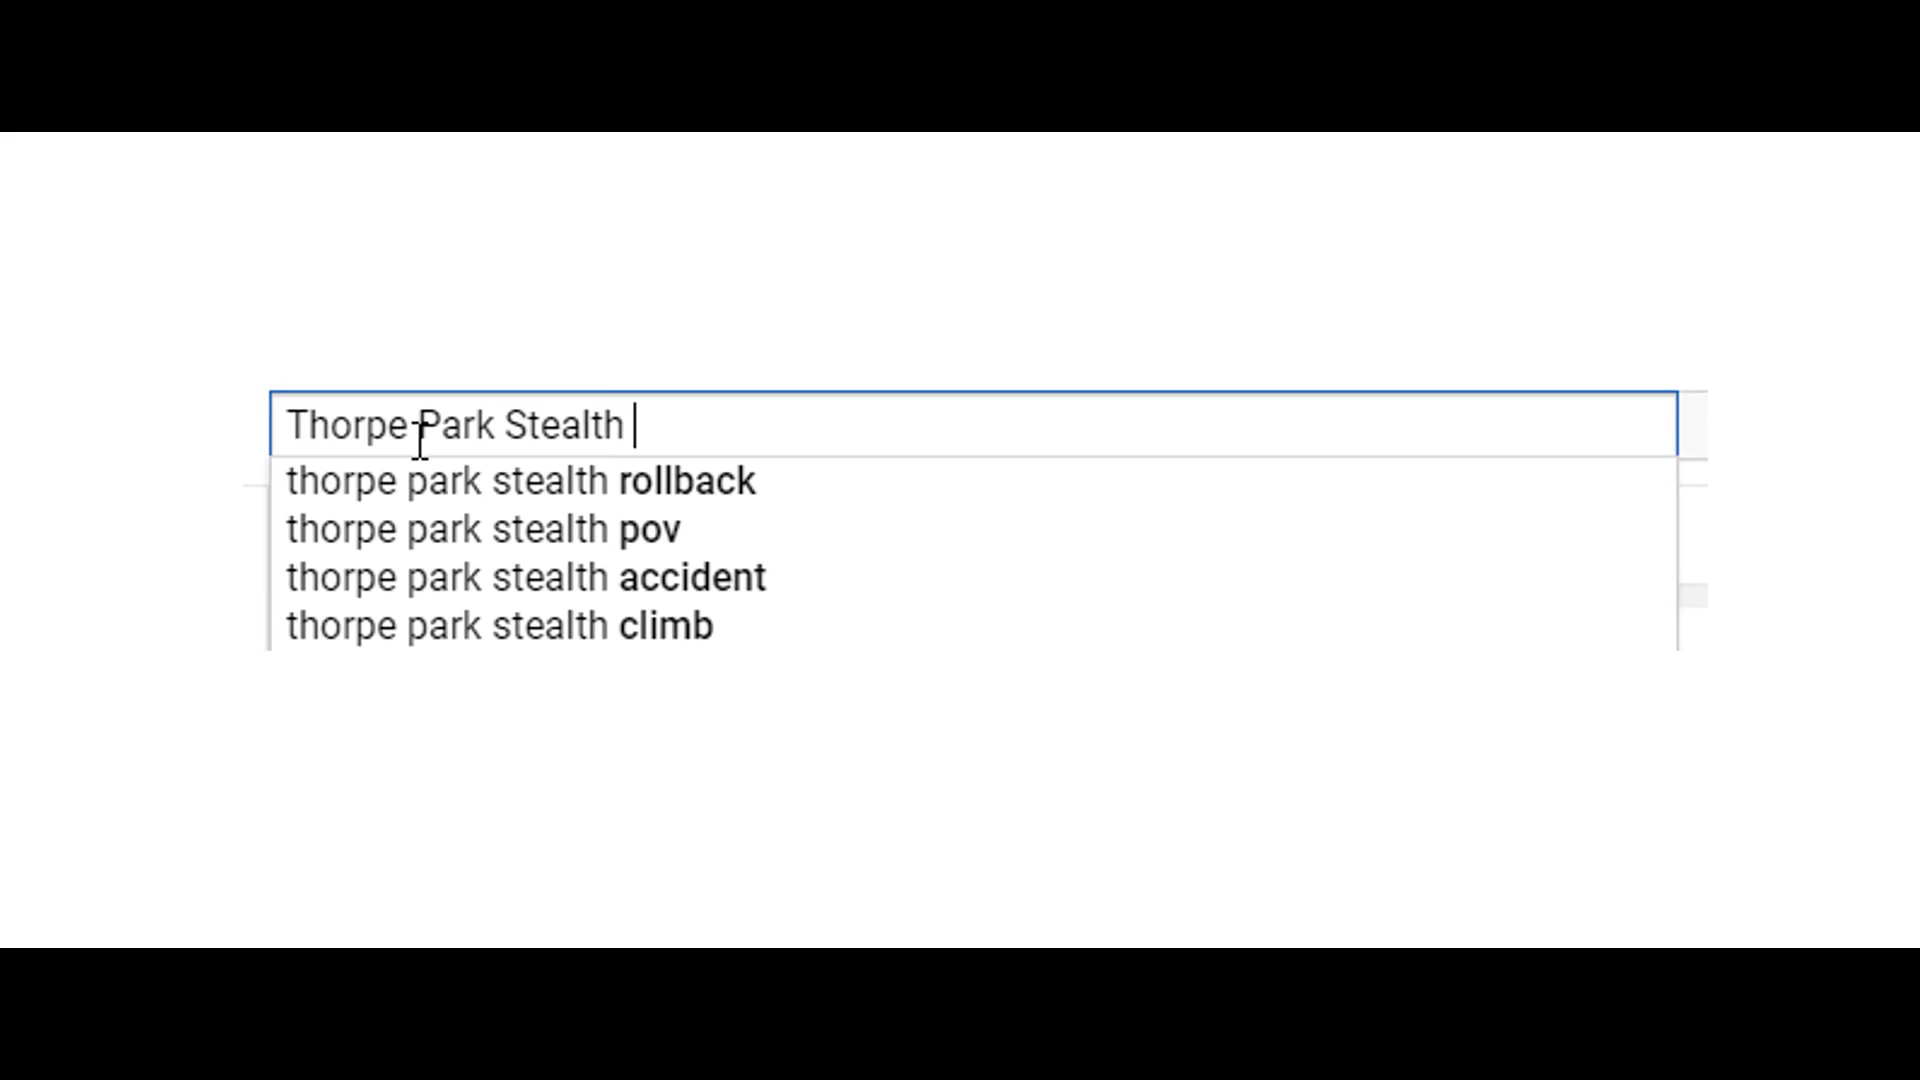 Thorpe Park Stealth
thorpe park stealth rollback
thorpe park stealth pov
thorpe park stealth accident
thorpe park stealth climb